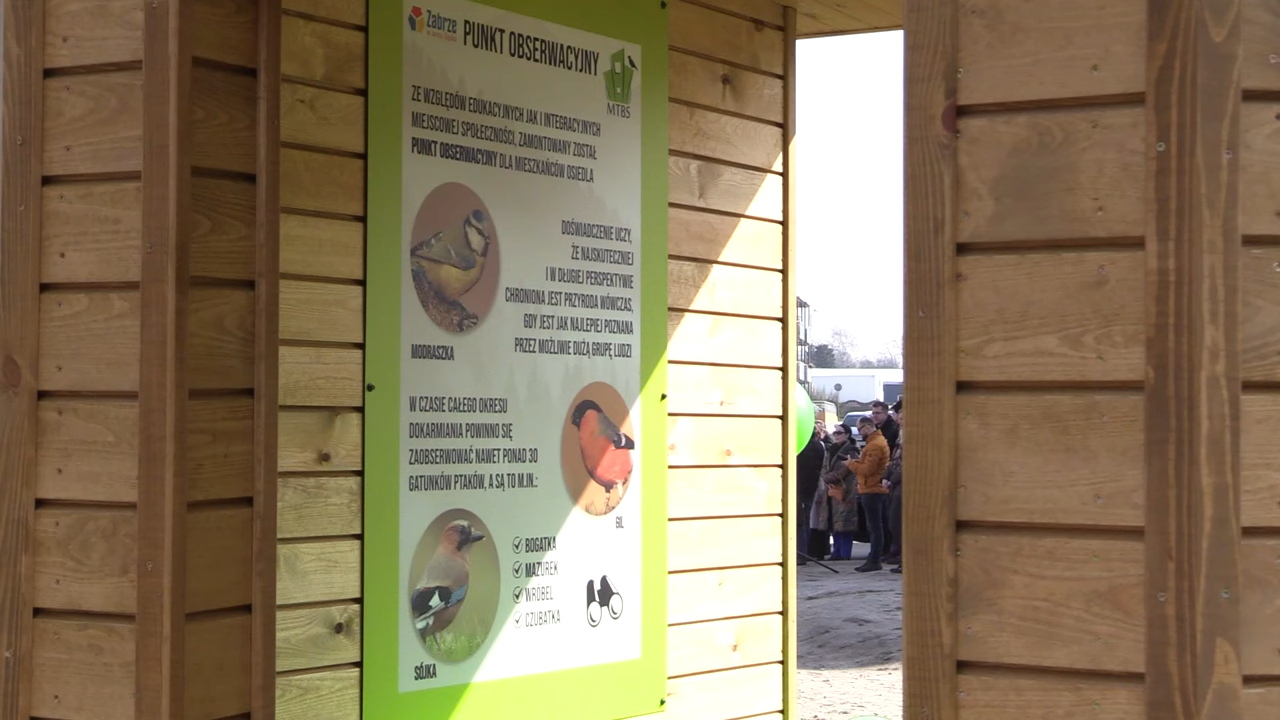 Zabrze
PUNKT OBSERWACYJNY
MTBS
ZE WZGLĘDÓW EDUKACYJNYCH JAK I INTEGRACYJNYCH
MIEJSCOWEJ SPOŁECZNOŚCI, ZAMONTOWANY ZOSTAŁ
PUNKT OBSERWACYJNY DLA MIESZKAŃCÓW OSIEDLA
DOŚWIADCZENIE UCZY,
ŻE NAJSKUTECZNIEJ
I W DŁUGIEJ PERSPEKTYWIE
CHRONIONA JEST PRZYRODA WÓWCZAS,
GDY JEST JAK NAJLEPIEJ POZNANA
PRZEZ MOŻLIWIE DUŻĄ GRUPĘ LUDZI
MODRASZKA
W CZASIE CAŁEGO OKRESU
DOKARMIANIA POWINNO SIĘ
ZAOBSERWOWAĆ NAWET PONAD 30
GATUNKÓW PTAKÓW, A SĄ TO M.IN.:
GIL
BOGATKA
MAZUREK
WRÓBEL
CZUBATKA
SÓJKA